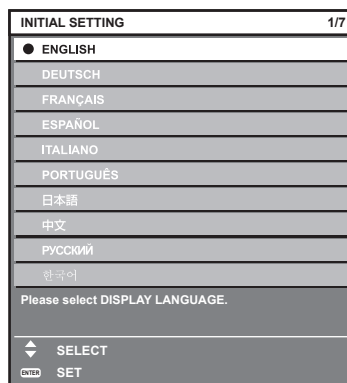 INITIAL SETTING 1/7
ENGLISH
DEUTSCH
FRANÇAIS
ESPAÑOL
ITALIANO
PORTUGUÊS
日本語
中文
РУССКИЙ
한국어
Please select DISPLAY LANGUAGE.
SELECT
ENTER SET